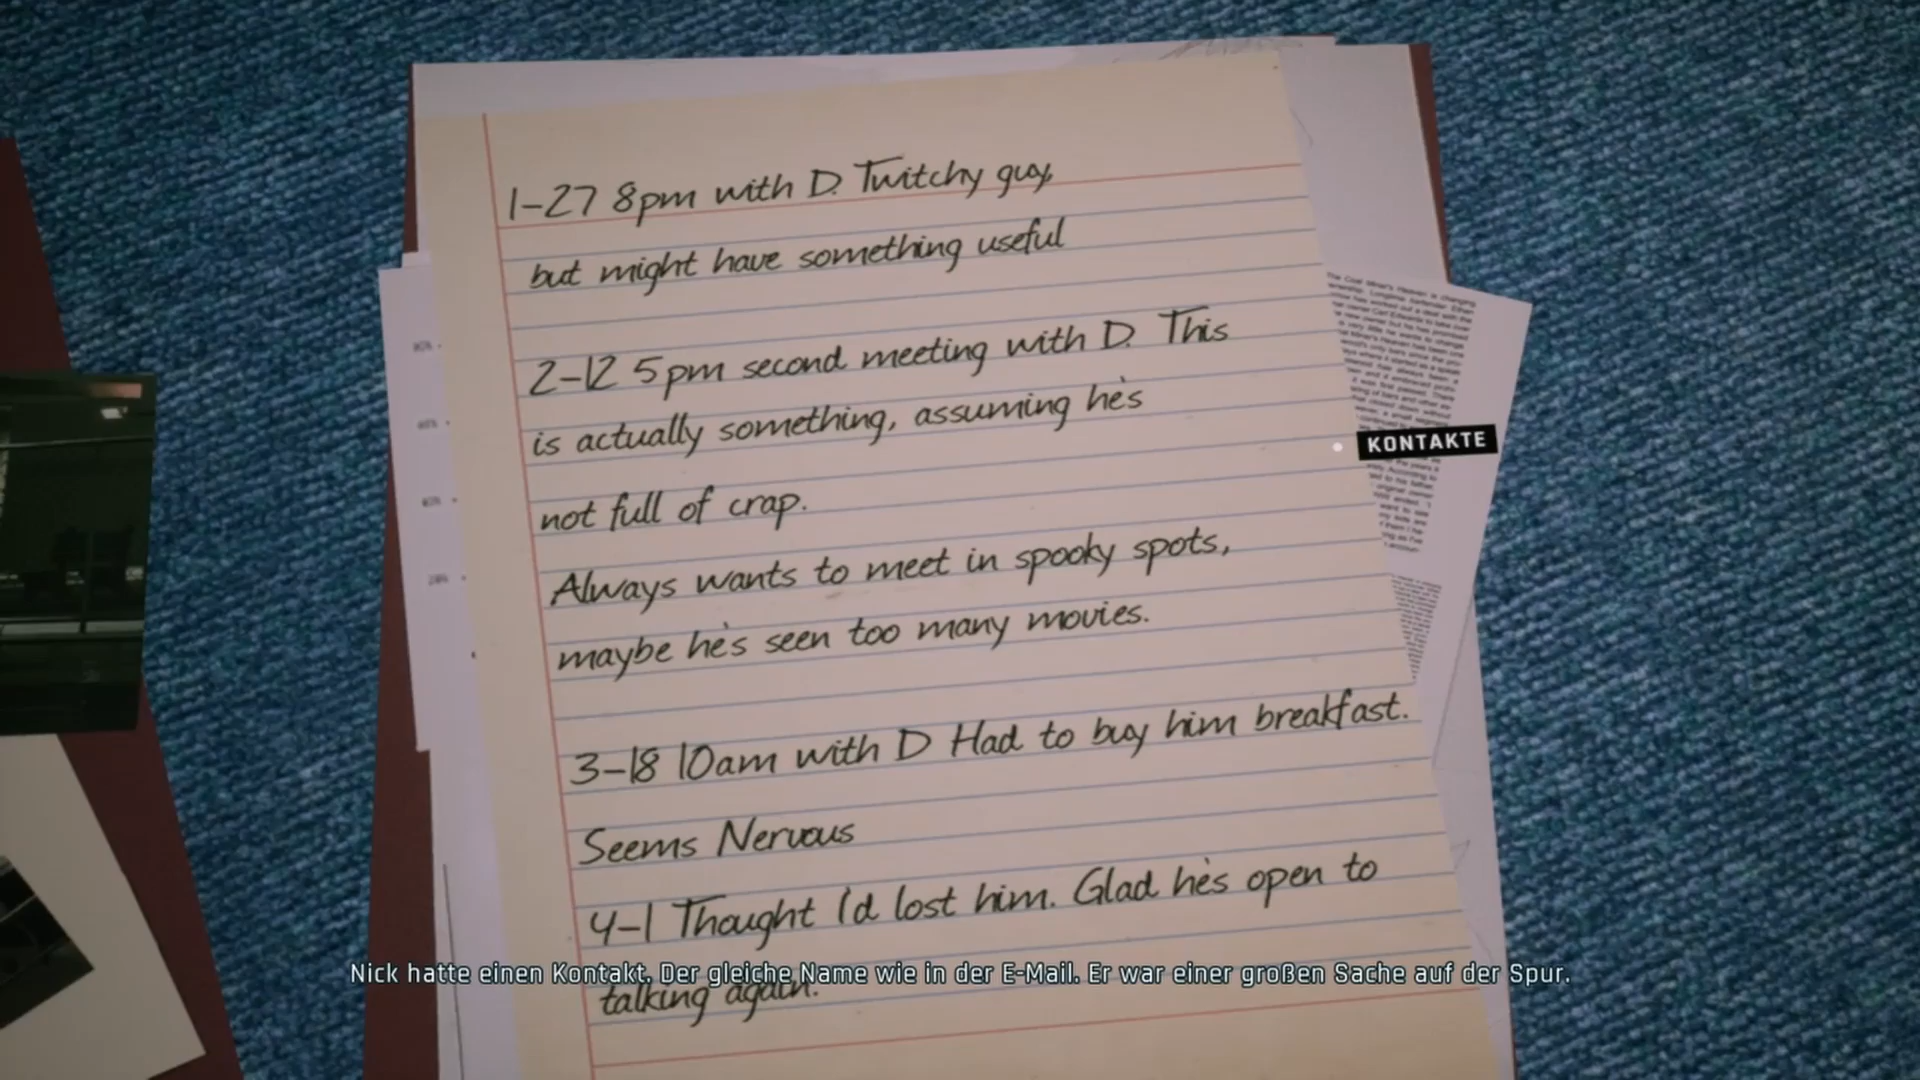 1-27 8pm with D. Twitchy guy,
but might have something useful
2-12 5pm second meeting with D. This
is actually something, assuming he's
not full of crap.
Always wants to meet in spooky spots,
maybe he's seen too many movies.
3-18 10am with D Had to buy him breakfast.
Seems Nervous
4-1 Thought I'd lost him. Glad he's open to
talking again.
KONTAKTE
Nick hatte einen Kontakt. Der gleiche Name wie in der E-Mail. Er war einer großen Sache auf der Spur.